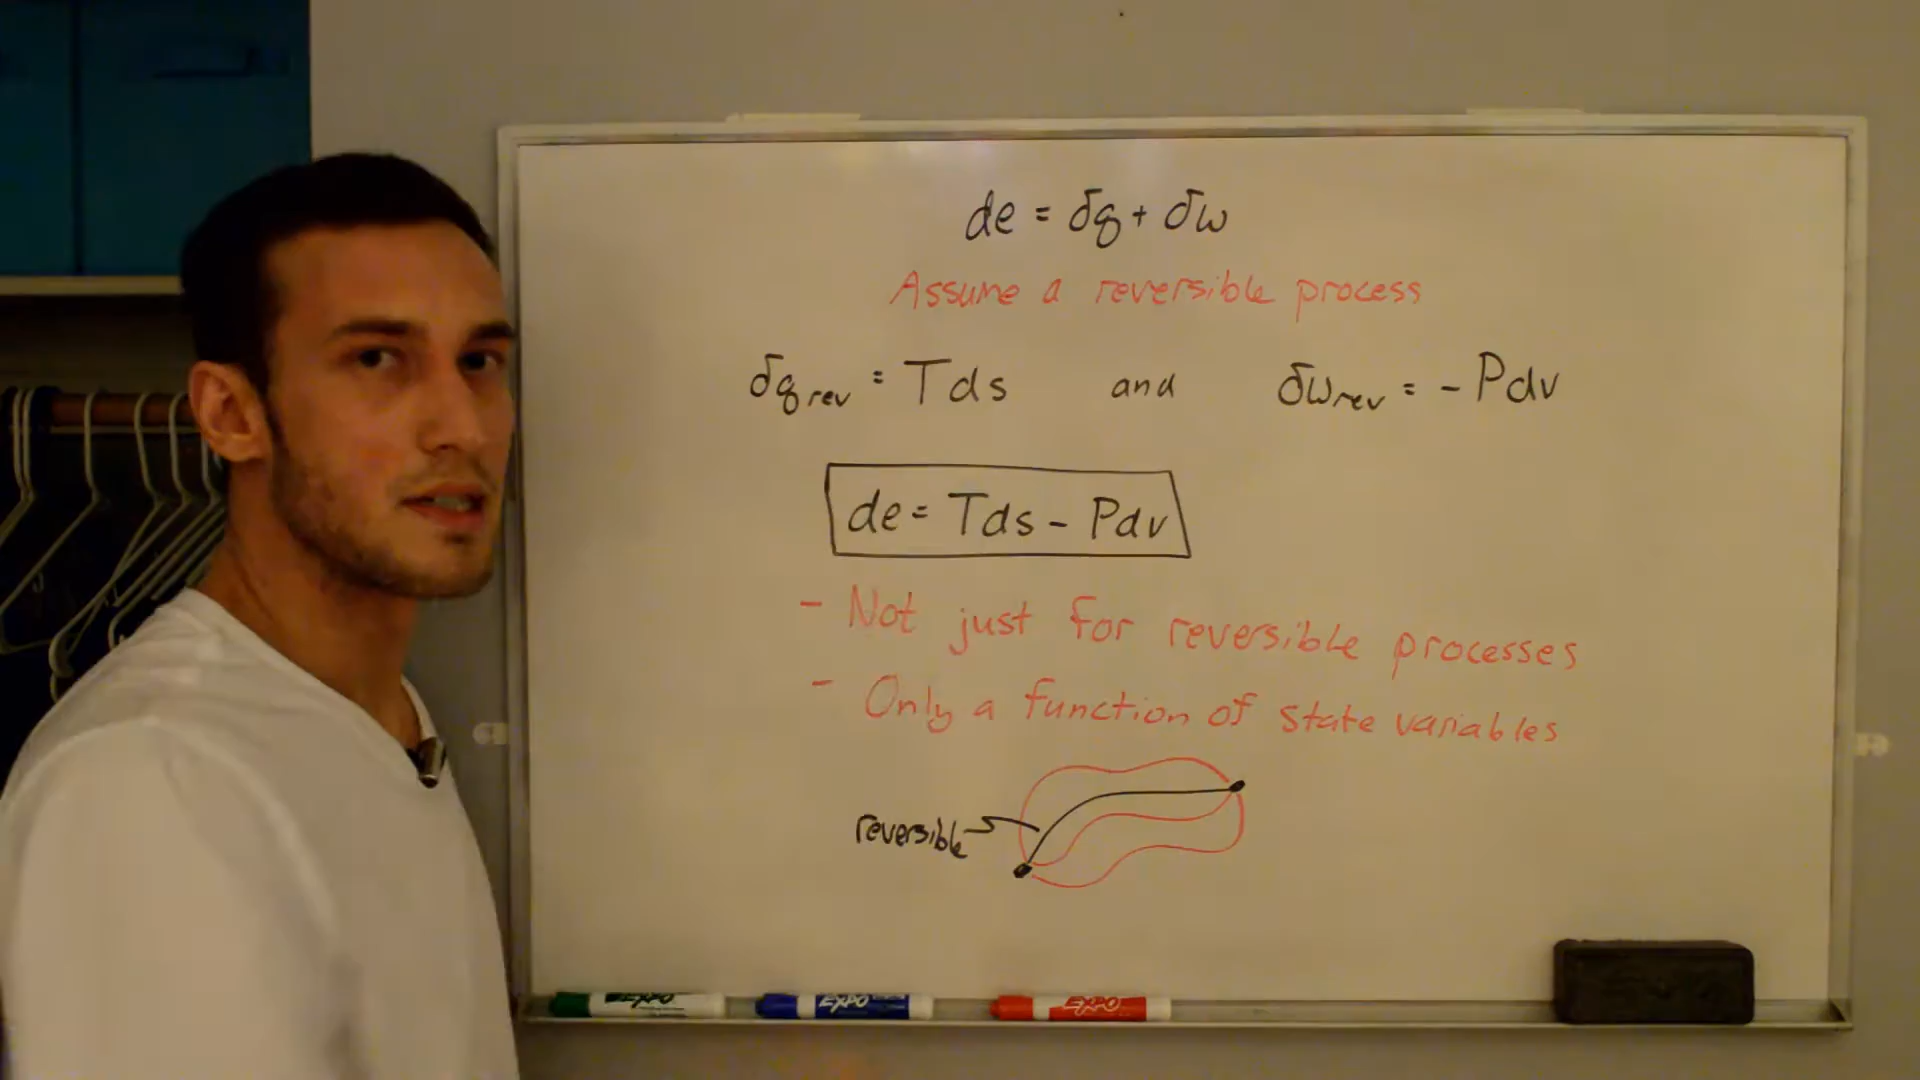 de = δq + δw
Assume a reversible process
δq rev = Tds and δw rev = - Pdv
de = Tds - Pdv
- Not just for reversible processes
- Only a function of state variables
reversible
EXPO EXPO EXPO